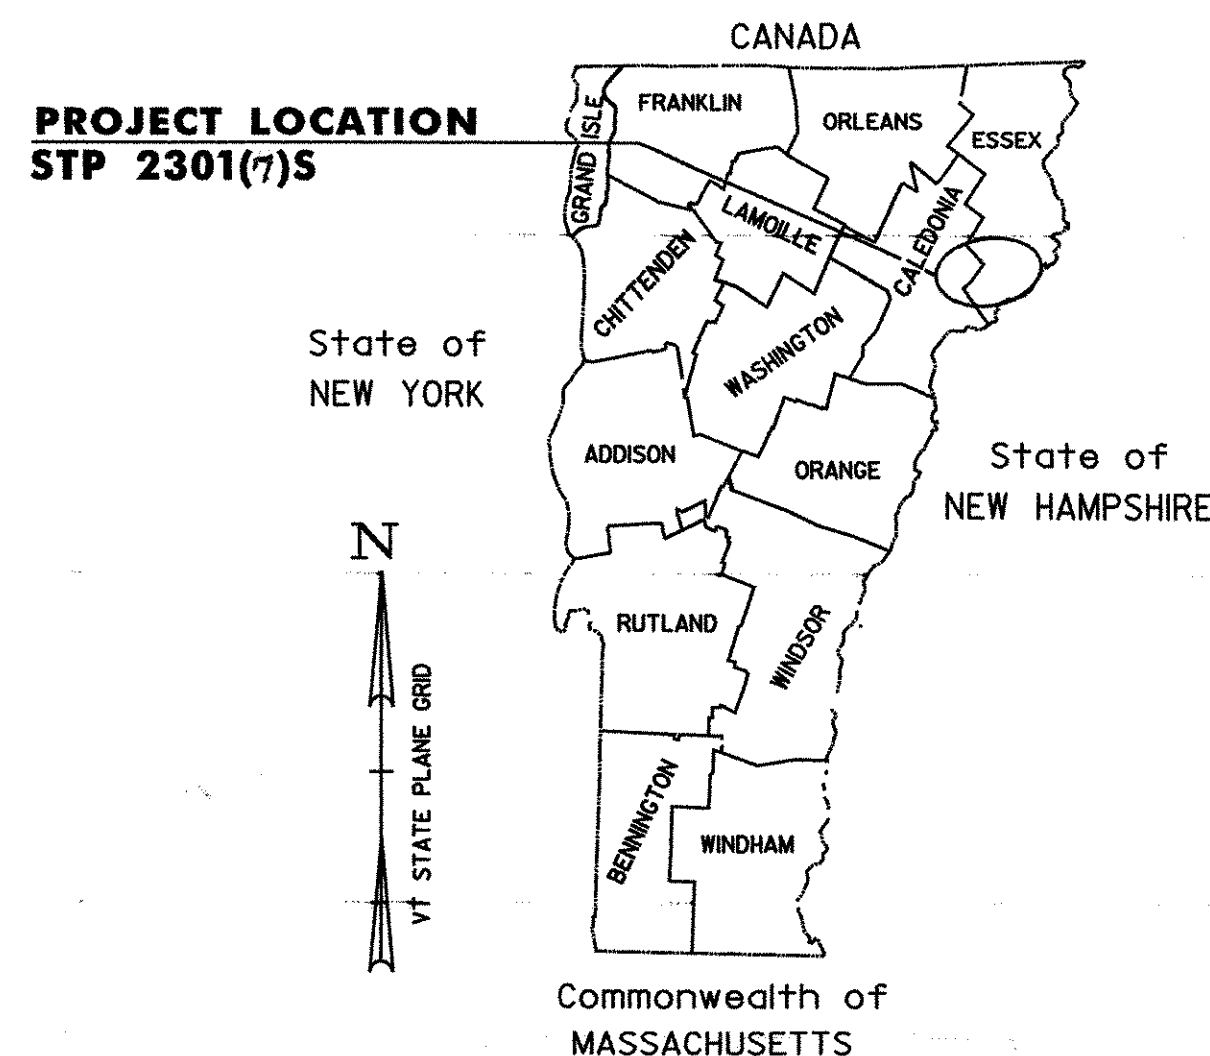 CANADA
PROJECT LOCATION
STP 2301(7)S
GRAND ISLE
FRANKLIN
ORLEANS
ESSEX
LAMOILLE
CALEDONIA
CHITTENDEN
WASHINGTON
State of
NEW YORK
ADDISON
ORANGE
State of
NEW HAMPSHIRE
N
VT STATE PLANE GRID
RUTLAND
WINDSOR
BENNINGTON
WINDHAM
Commonwealth of
MASSACHUSETTS